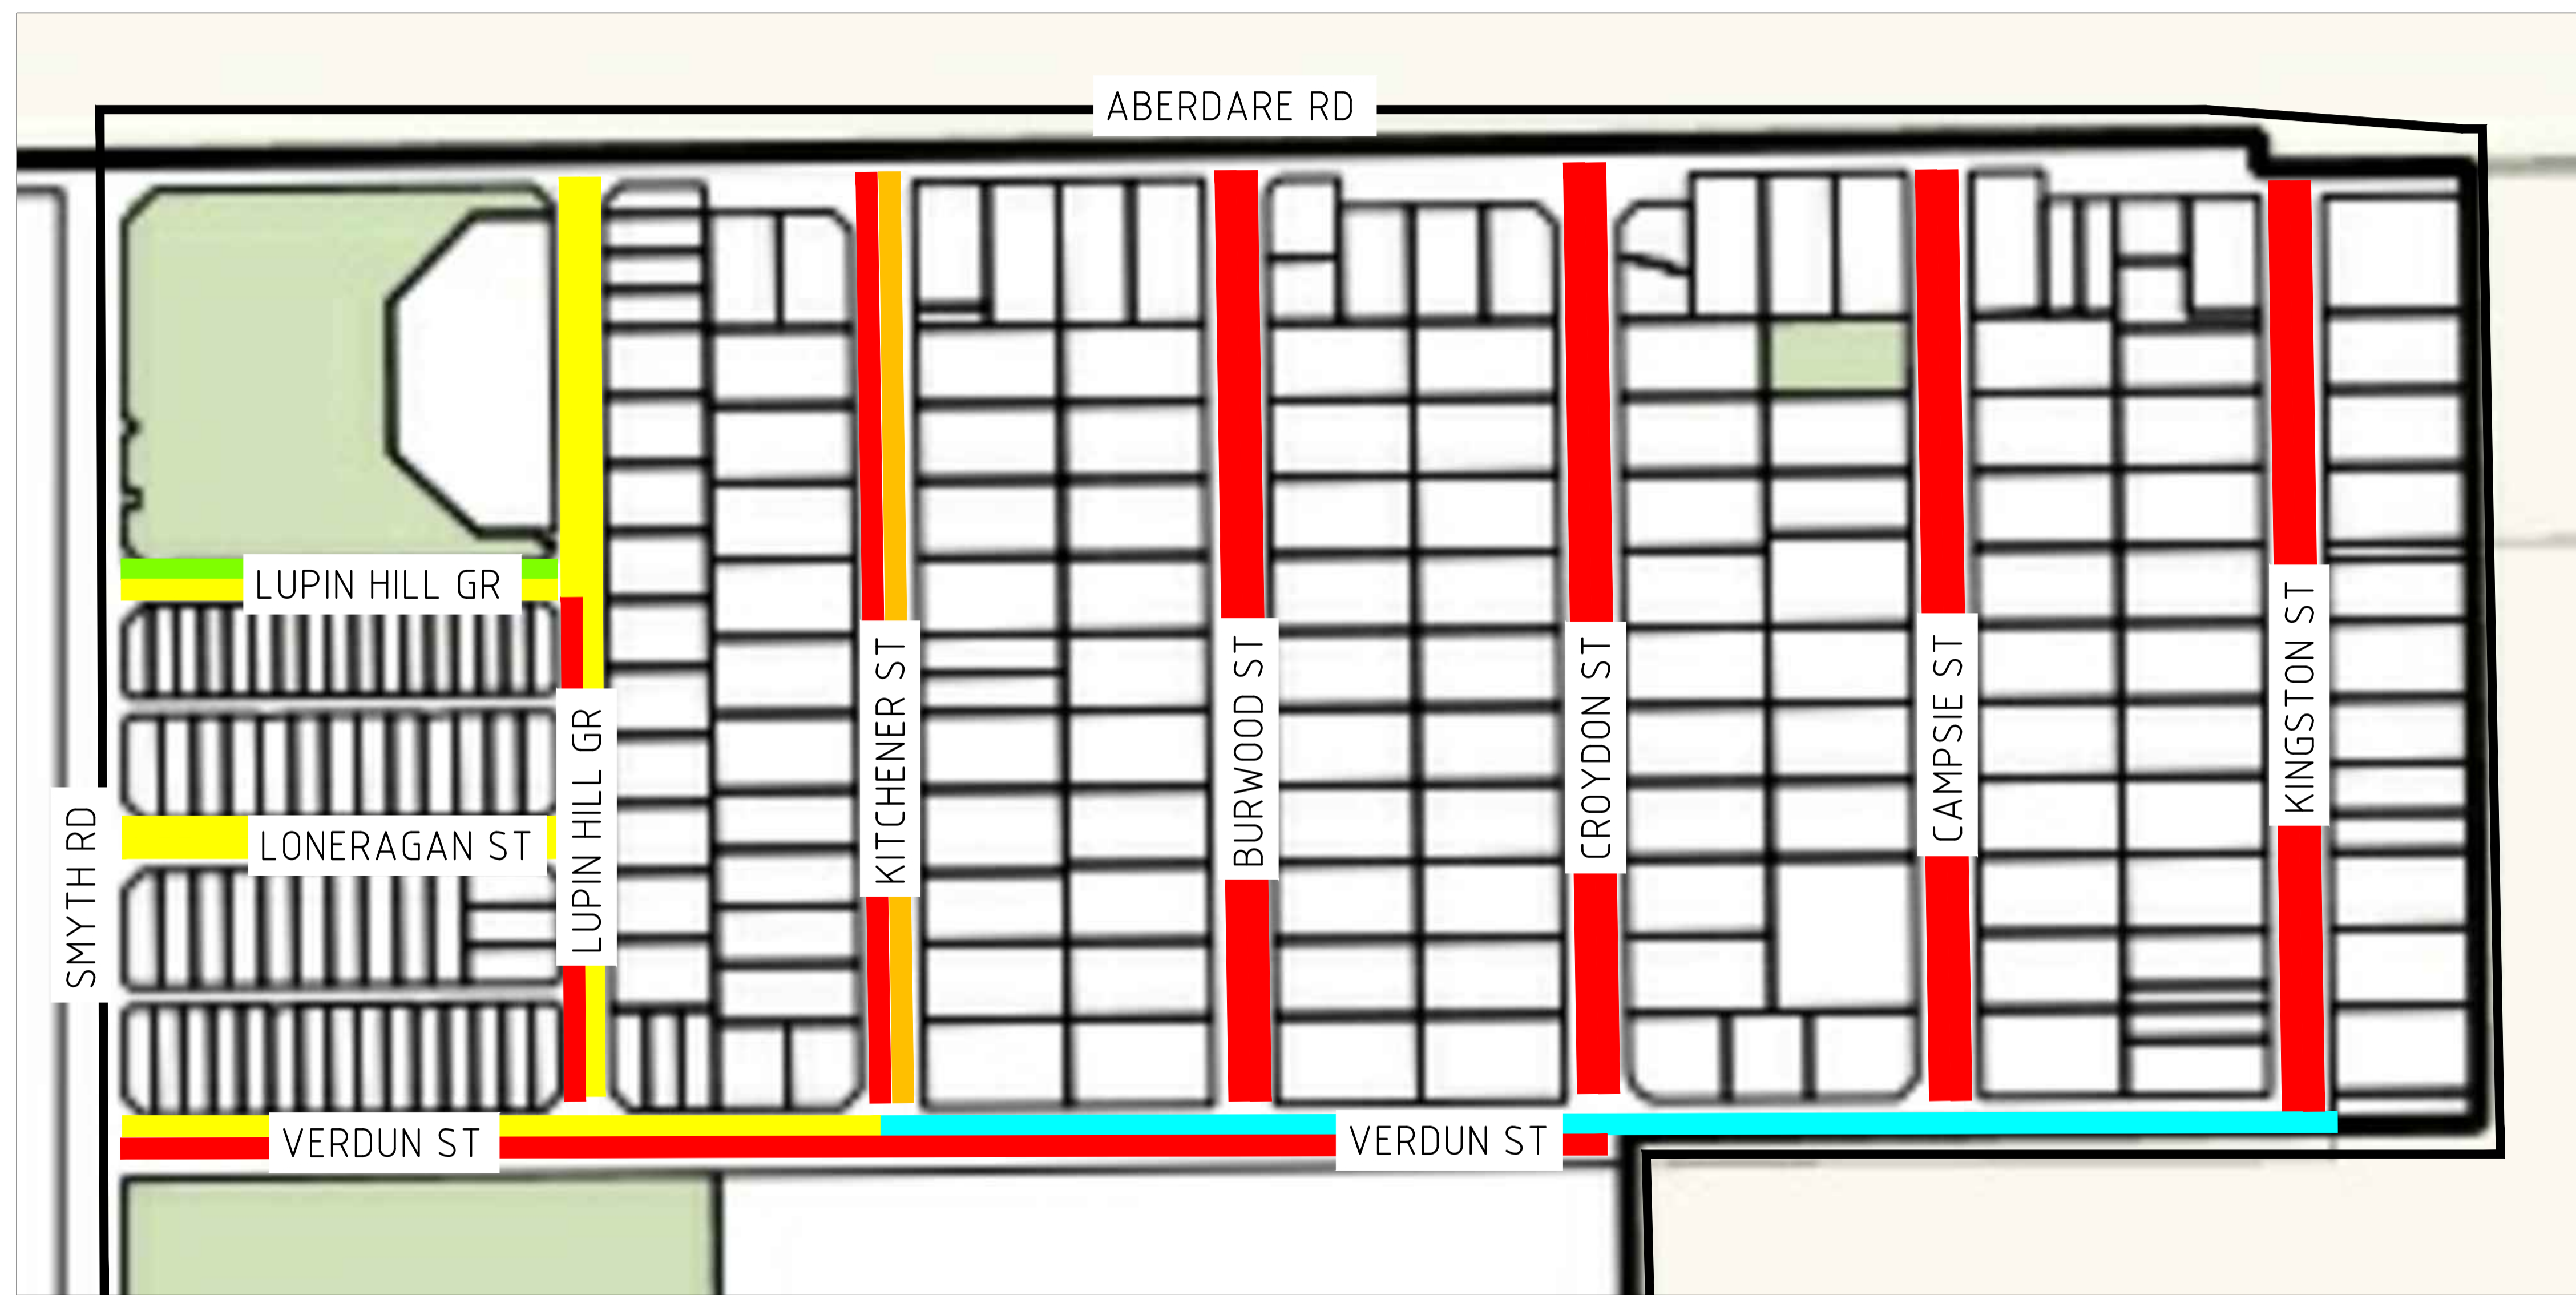 ABERDARE RD
LUPIN HILL GR
LONERAGAN ST
SMYTH RD
LUPIN HILL GR
KITCHENER ST
BURWOOD ST
CROYDON ST
CAMPSIE ST
KINGSTON ST
VERDUN ST
VERDUN ST